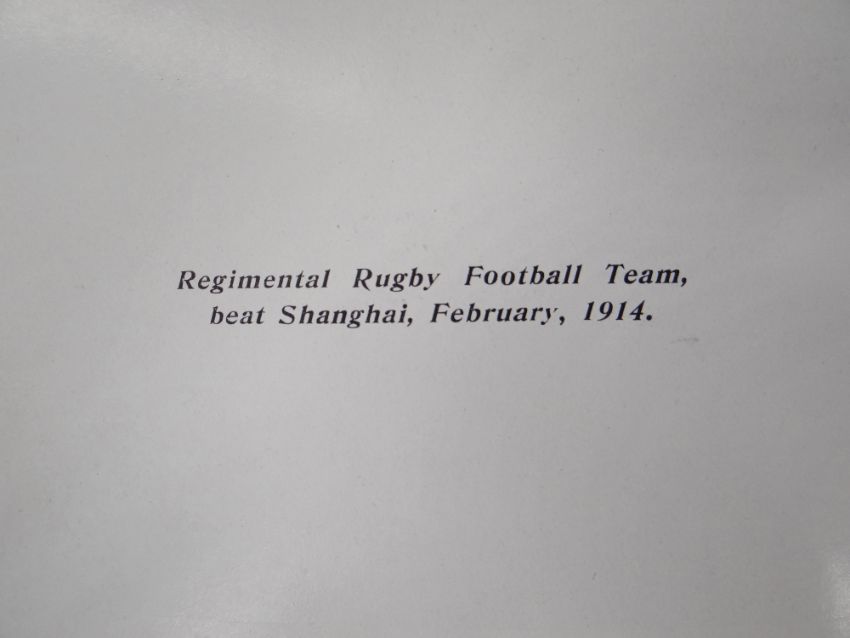 Regimental Rugby Football Team,
beat Shanghai, February, 1914.